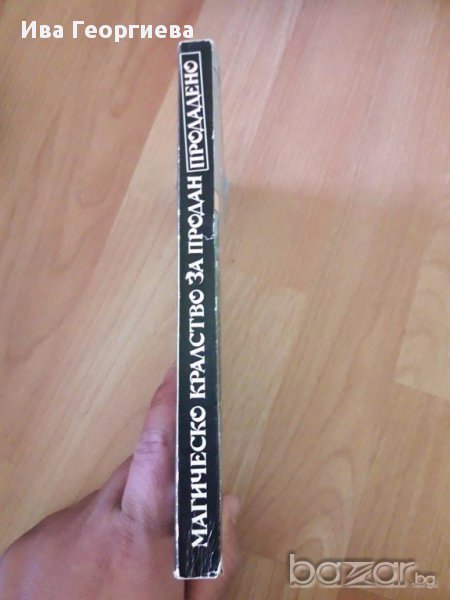 Ива Георгиева
МАГИЧЕСКО КРАЛСТВО ЗА ПРОДАН ПРОДАДЕНО
bazar.bg